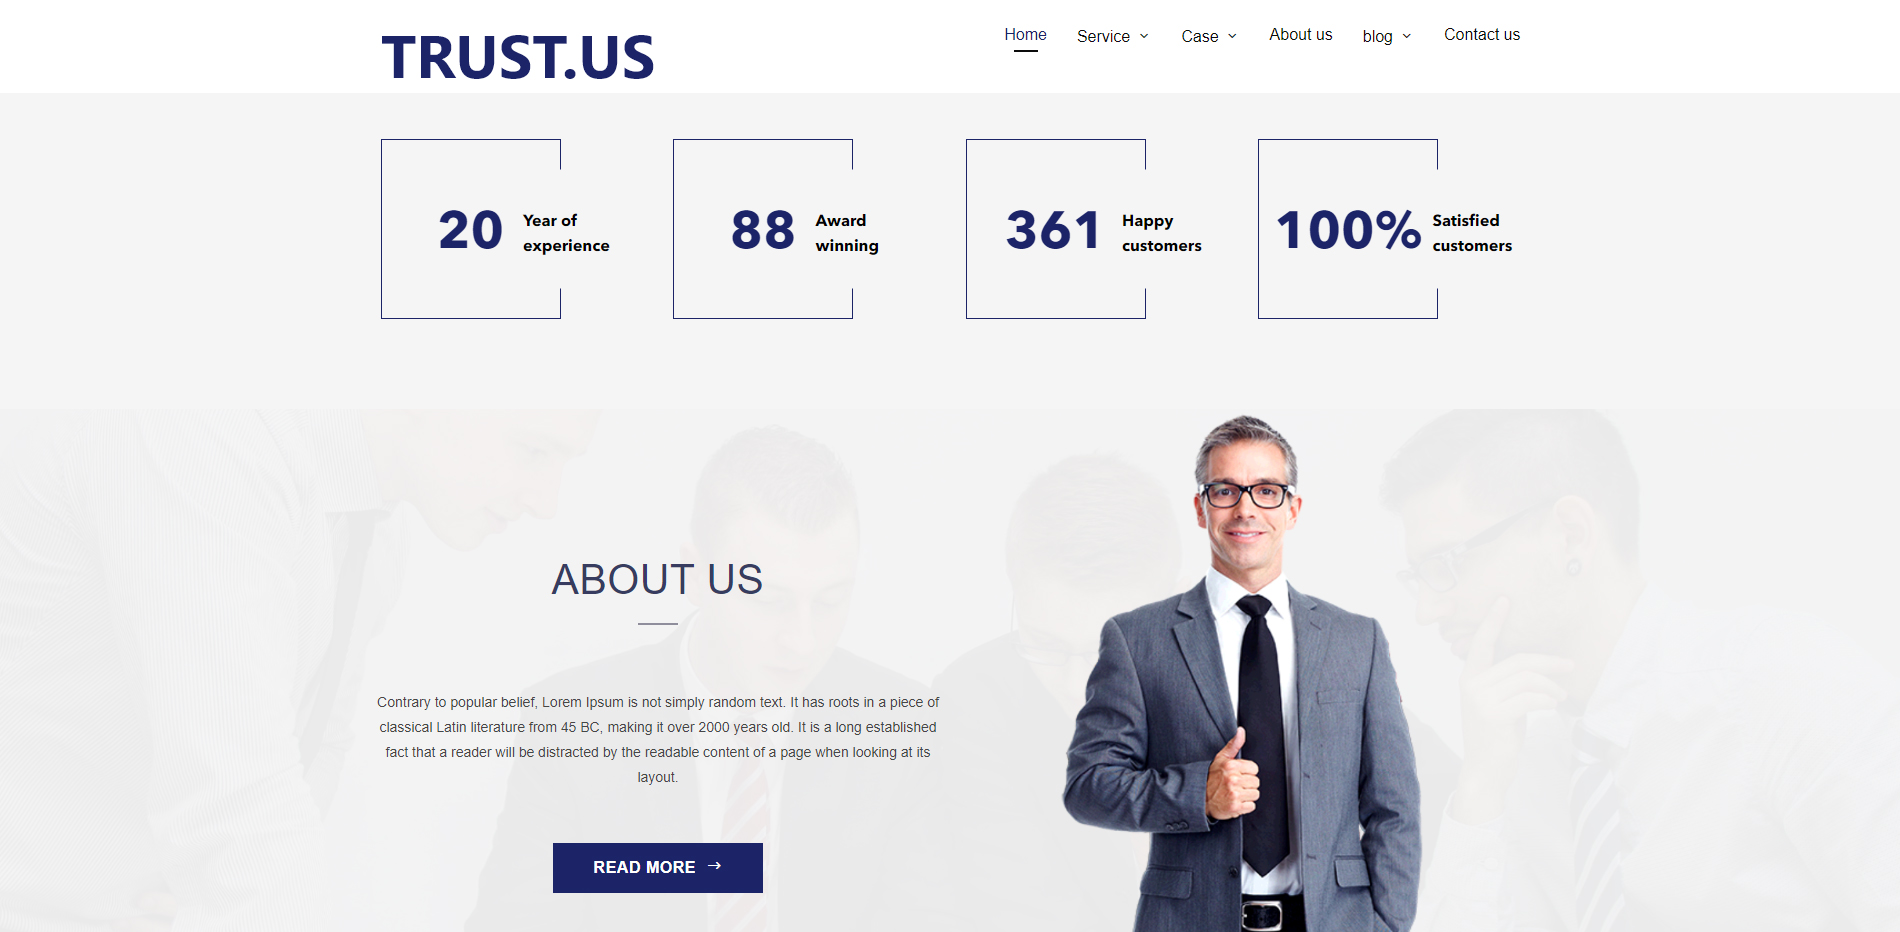 TRUST.US
Home Service Case About us blog Contact us
20 Year of
experience
88 Award
winning
361 Happy
customers
100% Satisfied
customers
ABOUT US
Contrary to popular belief, Lorem Ipsum is not simply random text. It has roots in a piece of
classical Latin literature from 45 BC, making it over 2000 years old. It is a long established
fact that a reader will be distracted by the readable content of a page when looking at its
layout.
READ MORE →